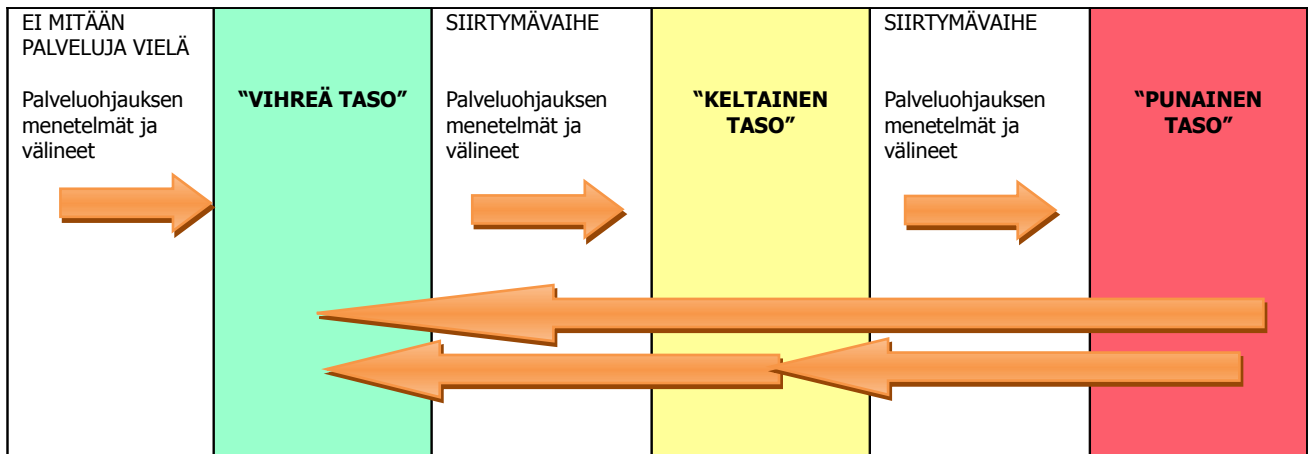 EI MITÄÄN
PALVELUJA VIELÄ
Palveluohjauksen
menetelmät ja
välineet
“VIHREÄ TASO”
SIIRTYMÄVAIHE
Palveluohjauksen
menetelmät ja
välineet
“KELTAINEN
TASO”
SIIRTYMÄVAIHE
Palveluohjauksen
menetelmät ja
välineet
“PUNAINEN
TASO”